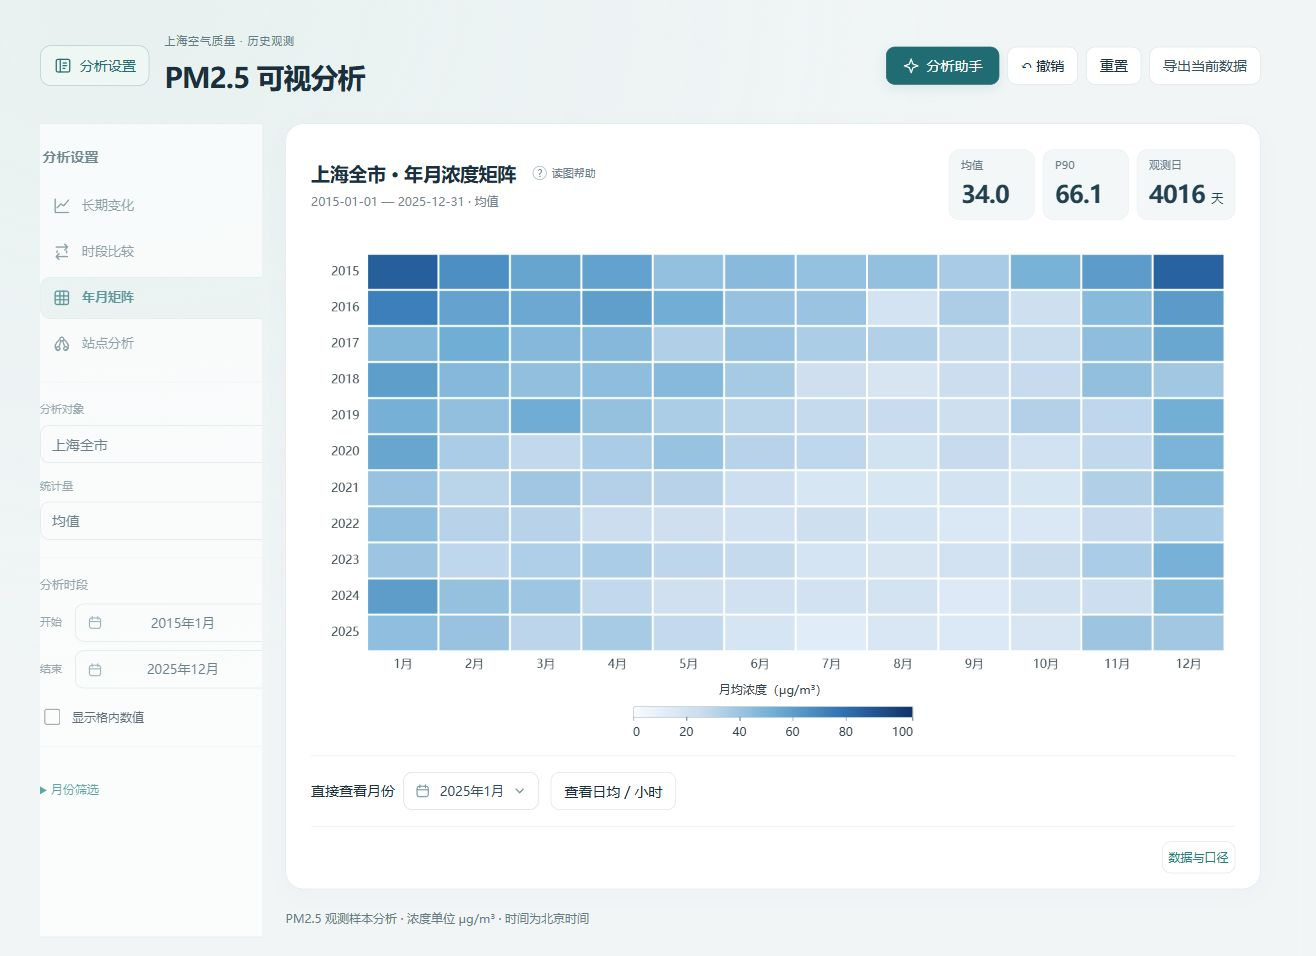 上海空气质量 · 历史观测
分析设置
PM2.5 可视分析
分析助手
撤销
重置
导出当前数据
分析设置
长期变化
时段比较
年月矩阵
站点分析
分析对象
上海全市
统计量
均值
分析时段
开始
2015年1月
结束
2025年12月
显示格内数值
月份筛选
上海全市 • 年月浓度矩阵
? 读图帮助
2015-01-01 — 2025-12-31 · 均值
均值
34.0
P90
66.1
观测日
4016 天
2015
2016
2017
2018
2019
2020
2021
2022
2023
2024
2025
1月 2月 3月 4月 5月 6月 7月 8月 9月 10月 11月 12月
月均浓度（μg/m³）
0 20 40 60 80 100
直接查看月份
2025年1月
查看日均 / 小时
数据与口径
PM2.5 观测样本分析 · 浓度单位 μg/m³ · 时间为北京时间